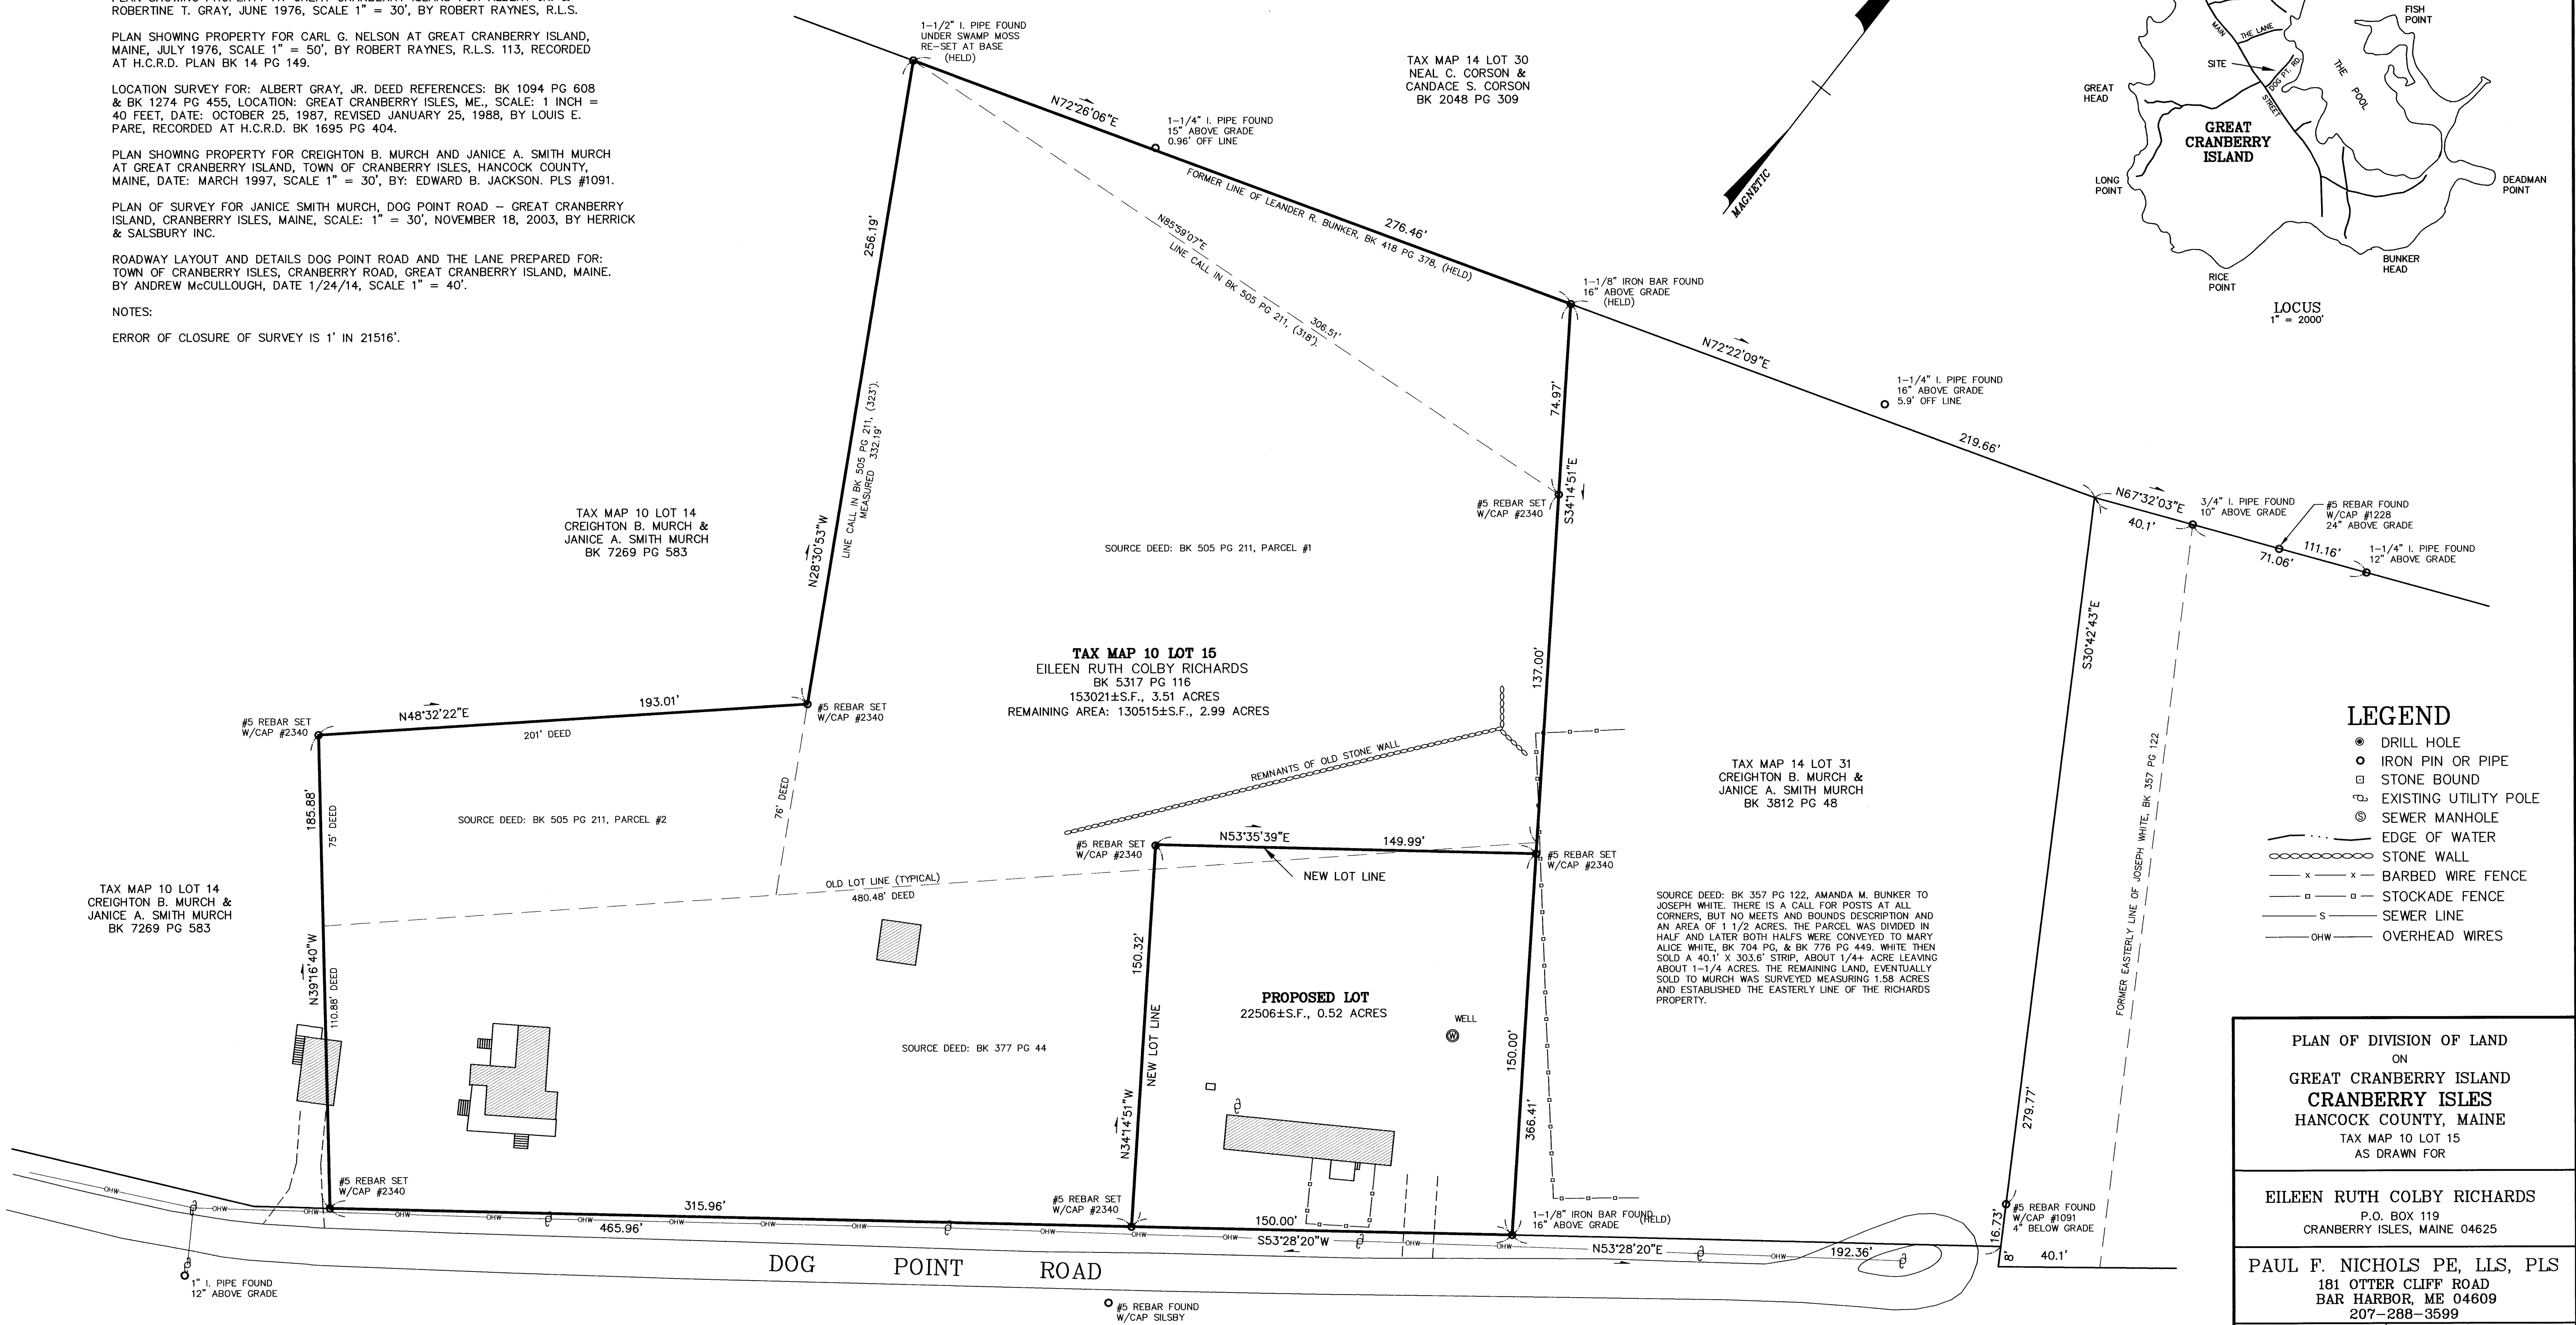 PLAN SHOWING PROPERTY AT GREAT CRANBERRY ISLAND FOR ALBERT JR. &
ROBERTINE T. GRAY, JUNE 1976, SCALE 1" = 30', BY ROBERT RAYNES, R.L.S.
PLAN SHOWING PROPERTY FOR CARL G. NELSON AT GREAT CRANBERRY ISLAND,
MAINE, JULY 1976, SCALE 1" = 50', BY ROBERT RAYNES, R.L.S. 113, RECORDED
AT H.C.R.D. PLAN BK 14 PG 149.
LOCATION SURVEY FOR: ALBERT GRAY, JR. DEED REFERENCES: BK 1094 PG 608
& BK 1274 PG 455, LOCATION: GREAT CRANBERRY ISLES, ME., SCALE: 1 INCH =
40 FEET, DATE: OCTOBER 25, 1987, REVISED JANUARY 25, 1988, BY LOUIS E.
PARE, RECORDED AT H.C.R.D. BK 1695 PG 404.
PLAN SHOWING PROPERTY FOR CREIGHTON B. MURCH AND JANICE A. SMITH MURCH
AT GREAT CRANBERRY ISLAND, TOWN OF CRANBERRY ISLES, HANCOCK COUNTY,
MAINE, DATE: MARCH 1997, SCALE 1" = 30', BY: EDWARD B. JACKSON. PLS #1091.
PLAN OF SURVEY FOR JANICE SMITH MURCH, DOG POINT ROAD – GREAT CRANBERRY
ISLAND, CRANBERRY ISLES, MAINE, SCALE: 1" = 30', NOVEMBER 18, 2003, BY HERRICK
& SALSBURY INC.
ROADWAY LAYOUT AND DETAILS DOG POINT ROAD AND THE LANE PREPARED FOR:
TOWN OF CRANBERRY ISLES, CRANBERRY ROAD, GREAT CRANBERRY ISLAND, MAINE.
BY ANDREW McCULLOUGH, DATE 1/24/14, SCALE 1" = 40'.
NOTES:
ERROR OF CLOSURE OF SURVEY IS 1' IN 21516'.
1-1/2" I. PIPE FOUND
UNDER SWAMP MOSS
RE-SET AT BASE
(HELD)
N72°26'06"E
1-1/4" I. PIPE FOUND
15" ABOVE GRADE
0.96' OFF LINE
TAX MAP 14 LOT 30
NEAL C. CORSON &
CANDACE S. CORSON
BK 2048 PG 309
FORMER LINE OF LEANDER R. BUNKER, BK 418 PG 378, (HELD)
276.46'
N85°59'07"E
LINE CALL IN BK 505 PG 211, (318').
306.51'
1-1/8" IRON BAR FOUND
16" ABOVE GRADE
(HELD)
MAGNETIC
MAIN
STREET
THE LANE
SITE
DOG PT. RD.
THE POOL
FISH
POINT
GREAT
HEAD
GREAT
CRANBERRY
ISLAND
LONG
POINT
DEADMAN
POINT
RICE
POINT
BUNKER
HEAD
LOCUS
1" = 2000'
256.19'
LINE CALL IN BK 505 PG 211, (323').
MEASURED 332.19'
N28°30'53"W
N72°22'09"E
1-1/4" I. PIPE FOUND
16" ABOVE GRADE
5.9' OFF LINE
219.66'
74.97'
S34°14'51"E
#5 REBAR SET
W/CAP #2340
N67°32'03"E
40.1'
3/4" I. PIPE FOUND
10" ABOVE GRADE
#5 REBAR FOUND
W/CAP #1228
24" ABOVE GRADE
111.16'
71.06'
1-1/4" I. PIPE FOUND
12" ABOVE GRADE
TAX MAP 10 LOT 14
CREIGHTON B. MURCH &
JANICE A. SMITH MURCH
BK 7269 PG 583
SOURCE DEED: BK 505 PG 211, PARCEL #1
TAX MAP 10 LOT 15
EILEEN RUTH COLBY RICHARDS
BK 5317 PG 116
153021±S.F., 3.51 ACRES
REMAINING AREA: 130515±S.F., 2.99 ACRES
137.00'
S30°42'43"E
#5 REBAR SET
W/CAP #2340
N48°32'22"E
193.01'
201' DEED
#5 REBAR SET
W/CAP #2340
REMNANTS OF OLD STONE WALL
185.88'
75' DEED
SOURCE DEED: BK 505 PG 211, PARCEL #2
76' DEED
TAX MAP 14 LOT 31
CREIGHTON B. MURCH &
JANICE A. SMITH MURCH
BK 3812 PG 48
FORMER EASTERLY LINE OF JOSEPH WHITE, BK 357 PG 122
LEGEND
DRILL HOLE
IRON PIN OR PIPE
STONE BOUND
EXISTING UTILITY POLE
S SEWER MANHOLE
EDGE OF WATER
STONE WALL
x x BARBED WIRE FENCE
STOCKADE FENCE
S SEWER LINE
OHW OVERHEAD WIRES
#5 REBAR SET
W/CAP #2340
N53°35'39"E
149.99'
NEW LOT LINE
#5 REBAR SET
W/CAP #2340
OLD LOT LINE (TYPICAL)
480.48' DEED
TAX MAP 10 LOT 14
CREIGHTON B. MURCH &
JANICE A. SMITH MURCH
BK 7269 PG 583
N39°16'40"W
110.88' DEED
SOURCE DEED: BK 357 PG 122, AMANDA M. BUNKER TO
JOSEPH WHITE. THERE IS A CALL FOR POSTS AT ALL
CORNERS, BUT NO MEETS AND BOUNDS DESCRIPTION AND
AN AREA OF 1 1/2 ACRES. THE PARCEL WAS DIVIDED IN
HALF AND LATER BOTH HALFS WERE CONVEYED TO MARY
ALICE WHITE, BK 704 PG, & BK 776 PG 449. WHITE THEN
SOLD A 40.1' X 303.6' STRIP, ABOUT 1/4+ ACRE LEAVING
ABOUT 1-1/4 ACRES. THE REMAINING LAND, EVENTUALLY
SOLD TO MURCH WAS SURVEYED MEASURING 1.58 ACRES
AND ESTABLISHED THE EASTERLY LINE OF THE RICHARDS
PROPERTY.
150.32'
NEW LOT LINE
N34°14'51"W
PROPOSED LOT
22506±S.F., 0.52 ACRES
WELL
W
150.00'
366.41'
SOURCE DEED: BK 377 PG 44
279.77'
#5 REBAR SET
W/CAP #2340
315.96'
465.96'
#5 REBAR SET
W/CAP #2340
150.00'
S53°28'20"W
1-1/8" IRON BAR FOUND
16" ABOVE GRADE (HELD)
N53°28'20"E
192.36'
16.73'
8'
40.1'
#5 REBAR FOUND
W/CAP #1091
4" BELOW GRADE
OHW OHW OHW OHW OHW OHW OHW OHW OHW OHW OHW OHW OHW OHW OHW OHW
DOG POINT ROAD
1" I. PIPE FOUND
12" ABOVE GRADE
#5 REBAR FOUND
W/CAP SILSBY
PLAN OF DIVISION OF LAND
ON
GREAT CRANBERRY ISLAND
CRANBERRY ISLES
HANCOCK COUNTY, MAINE
TAX MAP 10 LOT 15
AS DRAWN FOR
EILEEN RUTH COLBY RICHARDS
P.O. BOX 119
CRANBERRY ISLES, MAINE 04625
PAUL F. NICHOLS PE, LLS, PLS
181 OTTER CLIFF ROAD
BAR HARBOR, ME 04609
207-288-3599